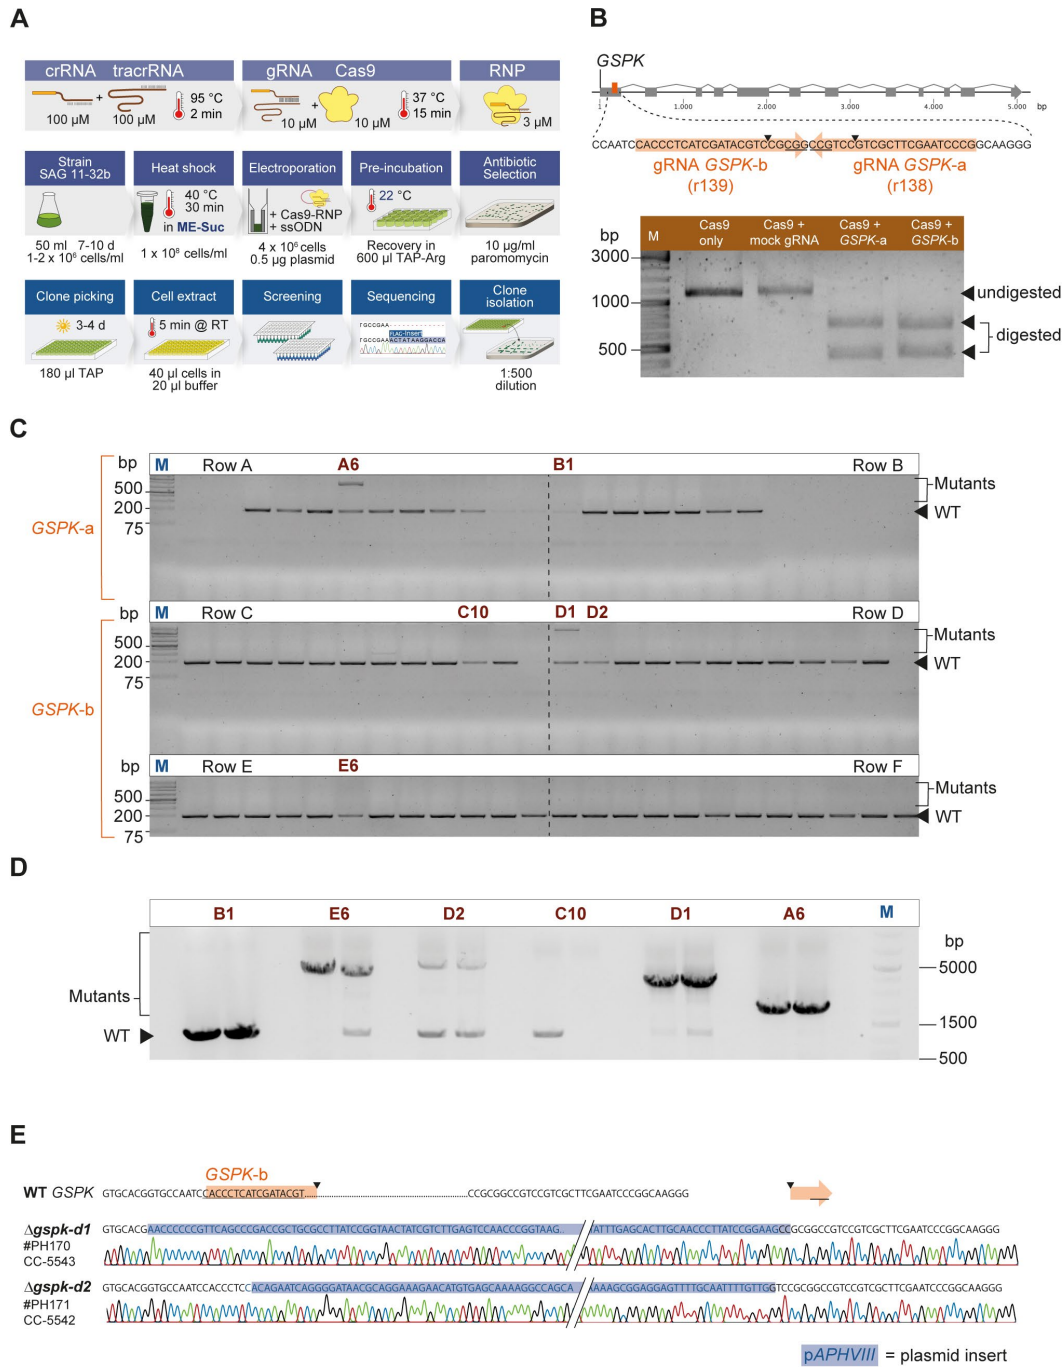 A
crRNA tracrRNA
gRNA Cas9
RNP
100 µM + 100 µM
95 °C
2 min
10 µM + 10 µM
37 °C
15 min
3 µM
Strain
SAG 11-32b
Heat shock
Electroporation
Pre-incubation
Antibiotic
Selection
40 °C
30 min
in ME-Suc
+ Cas9-RNP
+ ssODN
22 °C
50 ml 7-10 d
1-2 x 10⁶ cells/ml
1 x 10⁸ cells/ml
4 x 10⁶ cells
0.5 µg plasmid
Recovery in
600 µl TAP-Arg
10 µg/ml
paromomycin
Clone picking
Cell extract
Screening
Sequencing
Clone
isolation
3-4 d
5 min @ RT
TGCCGAA
FLAG-insert
TGCCGAAACTATAAGGACCA
180 µl TAP
40 µl cells in
20 µl buffer
1:500
dilution
B
GSPK
1 1.000 2.000 3.000 4.000 5.000 bp
CCAATCCACCCTCATCGATACGTCCGCGGCCGTCCGTCGCTTCGAATCCCGGCAAGGG
gRNA GSPK-b
(r139)
gRNA GSPK-a
(r138)
bp
M
Cas9
only
Cas9 +
mock gRNA
Cas9 +
GSPK-a
Cas9 +
GSPK-b
3000
1000
500
undigested
digested
C
bp M Row A A6 B1 Row B
500
200
75
Mutants
WT
GSPK-a
bp M Row C C10 D1 D2 Row D
500
200
75
Mutants
WT
GSPK-b
bp M Row E E6 Row F
500
200
75
Mutants
WT
D
B1 E6 D2 C10 D1 A6 M
bp
5000
1500
500
Mutants
WT
E
GSPK-b
WT GSPK GTGCACGGTGCCAATCCACCCTCATCGATACGT CCGCGGCCGTCCGTCGCTTCGAATCCCGGCAAGGG
Δgspk-d1 GTGCACGAACCCCCCGTTCAGCCCGACCGCTGCGCCTTATCCGGTAACTATCGTCTTGAGTCCAACCCGGTAAG ATTTGAGCACTTGCAACCCTTATCCGGAAGCCGCGGCCGTCCGTCGCTTCGAATCCCGGCAAGGG
#PH170
CC-5543
Δgspk-d2 GTGCACGGTGCCAATCCACCCTCCACAGAATCAGGGGATAACGCAGGAAAGAACATGTGAGCAAAAGGCCAGCA AAAAGCGGAGGAGTTTTGCAATTTTGTTGGTCCGCGGCCGTCCGTCGCTTCGAATCCCGGCAAGGG
#PH171
CC-5542
pAPHVIII = plasmid insert